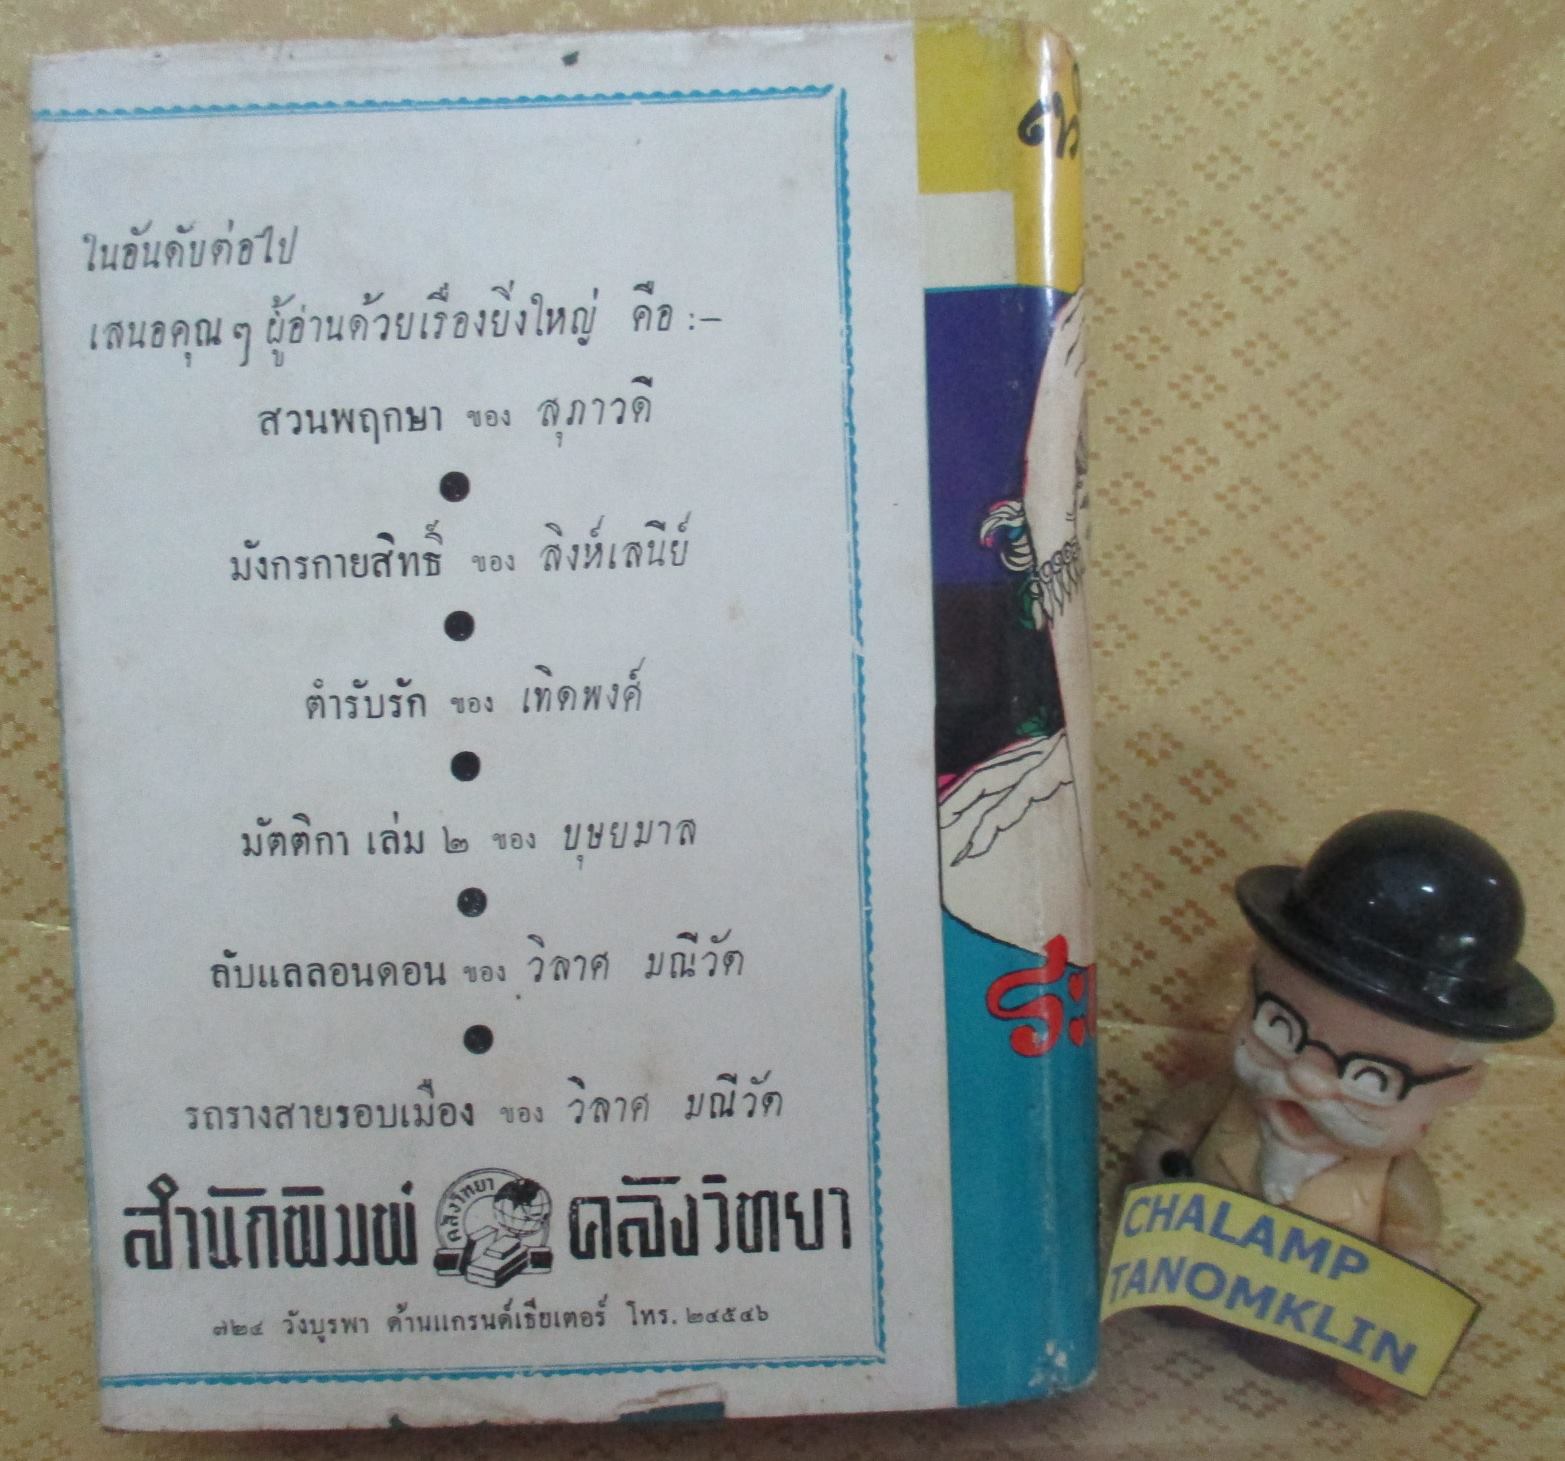 ในอันดับต่อไป
เสนอคุณ ๆ ผู้อ่านด้วยเรื่องยิ่งใหญ่ คือ :–
สวนพฤกษา ของ สุภาวดี
มังกรกายสิทธิ์ ของ สิงห์เสนีย์
ตำรับรัก ของ เทิดพงศ์
มัตติกา เล่ม ๒ ของ บุษยมาส
ลับแลลอนดอน ของ วิลาศ มณีวัต
รถรางสายรอบเมือง ของ วิลาศ มณีวัต
สำนักพิมพ์ คลังวิทยา คลังวิทยา
๗๒๔ วังบูรพา ด้านแกรนด์เธียเตอร์ โทร. ๒๔๕๔๖
CHALAMP
TANOMKLIN